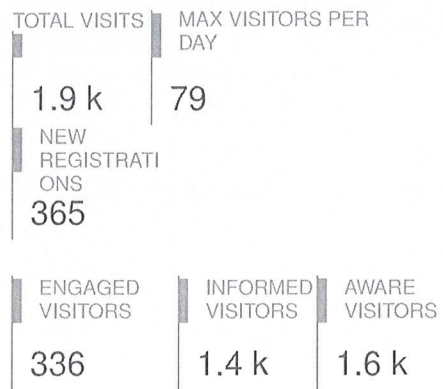 TOTAL VISITS
1.9 k
MAX VISITORS PER
DAY
79
NEW
REGISTRATI
ONS
365
ENGAGED
VISITORS
336
INFORMED
VISITORS
1.4 k
AWARE
VISITORS
1.6 k